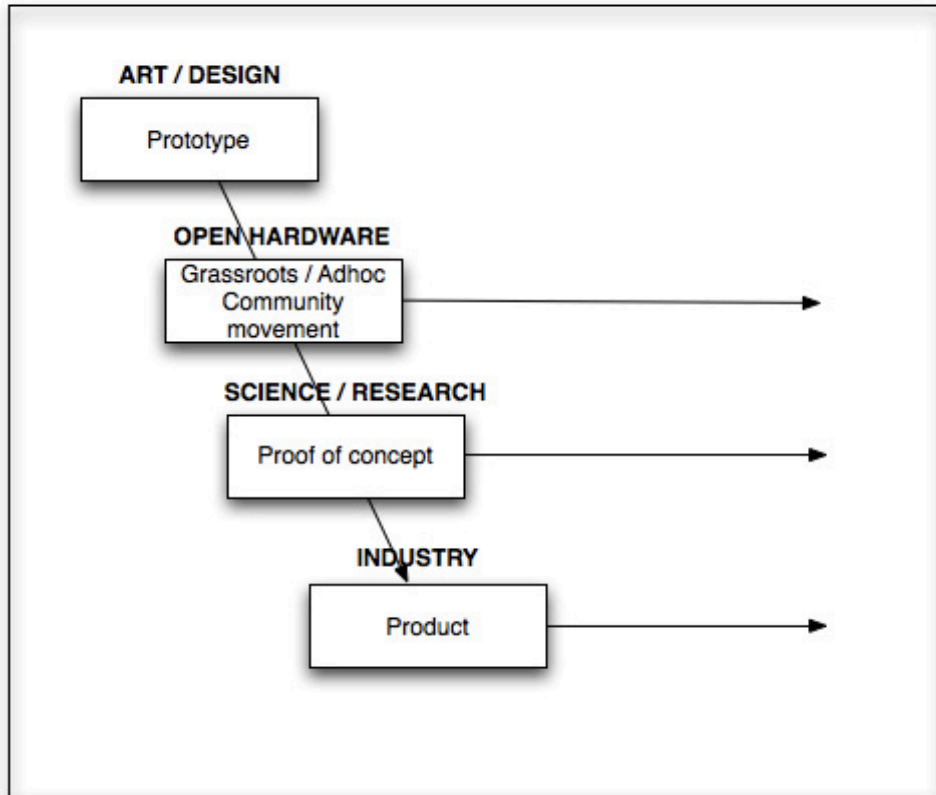 ART / DESIGN
Prototype
OPEN HARDWARE
Grassroots / Adhoc
Community
movement
SCIENCE / RESEARCH
Proof of concept
INDUSTRY
Product